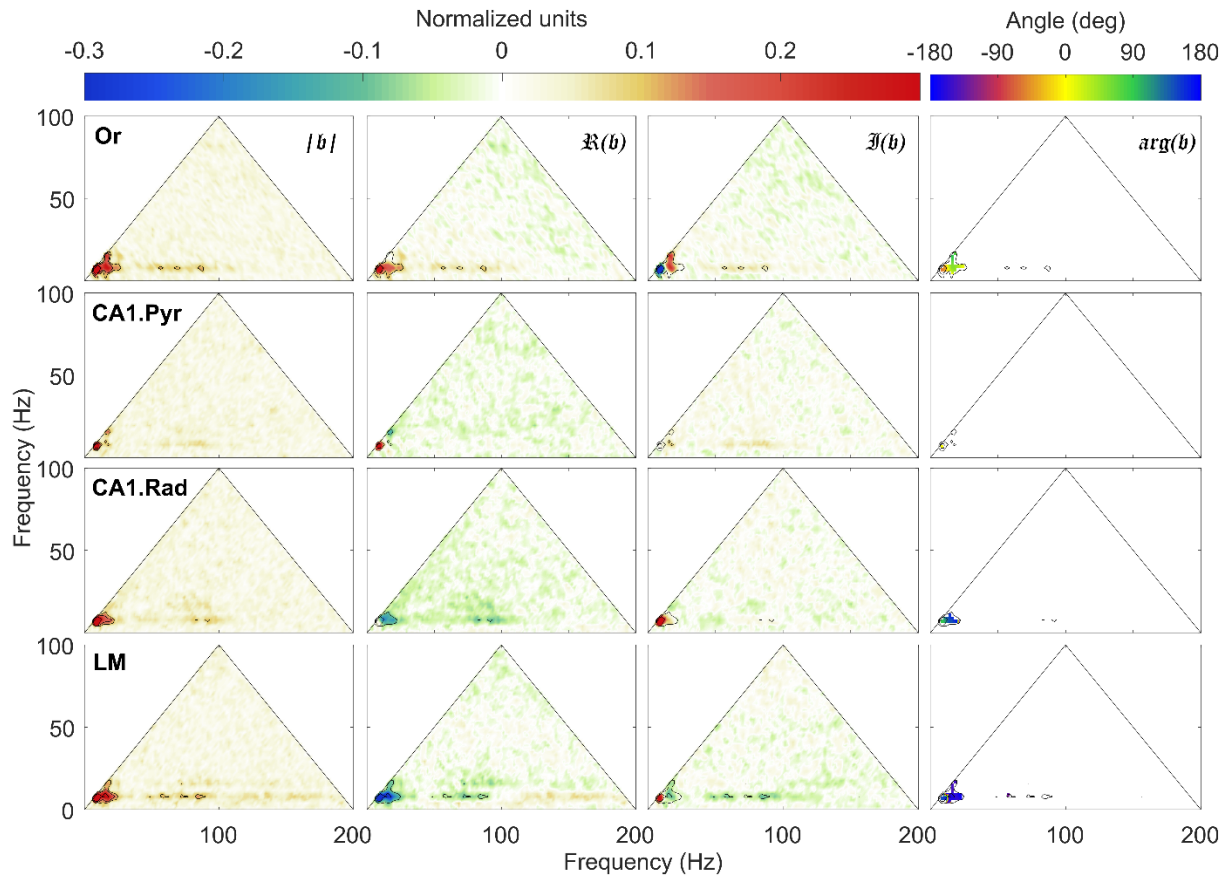 Normalized units Angle (deg)
-0.3 -0.2 -0.1 0 0.1 0.2 -180 -90 0 90 180
100 Or |b| ℜ(b) ℑ(b) arg(b)
50
100 CA1.Pyr
50
100 CA1.Rad
50
100 LM
50
0
100 200 100 200 100 200 100 200
Frequency (Hz)
Frequency (Hz)